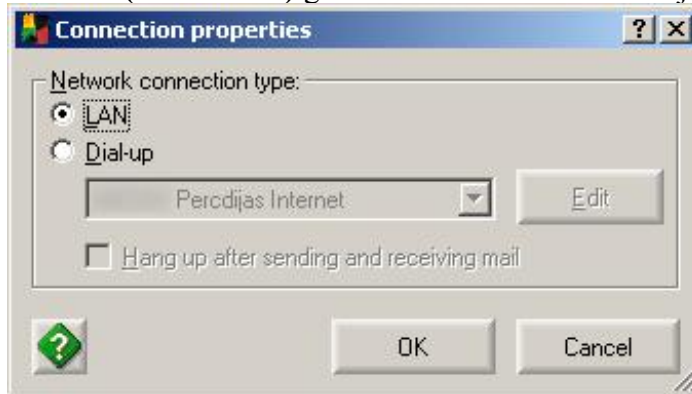 Connection properties
Network connection type:
LAN
Dial-up
Percdijas Internet
Edit
Hang up after sending and receiving mail
OK
Cancel